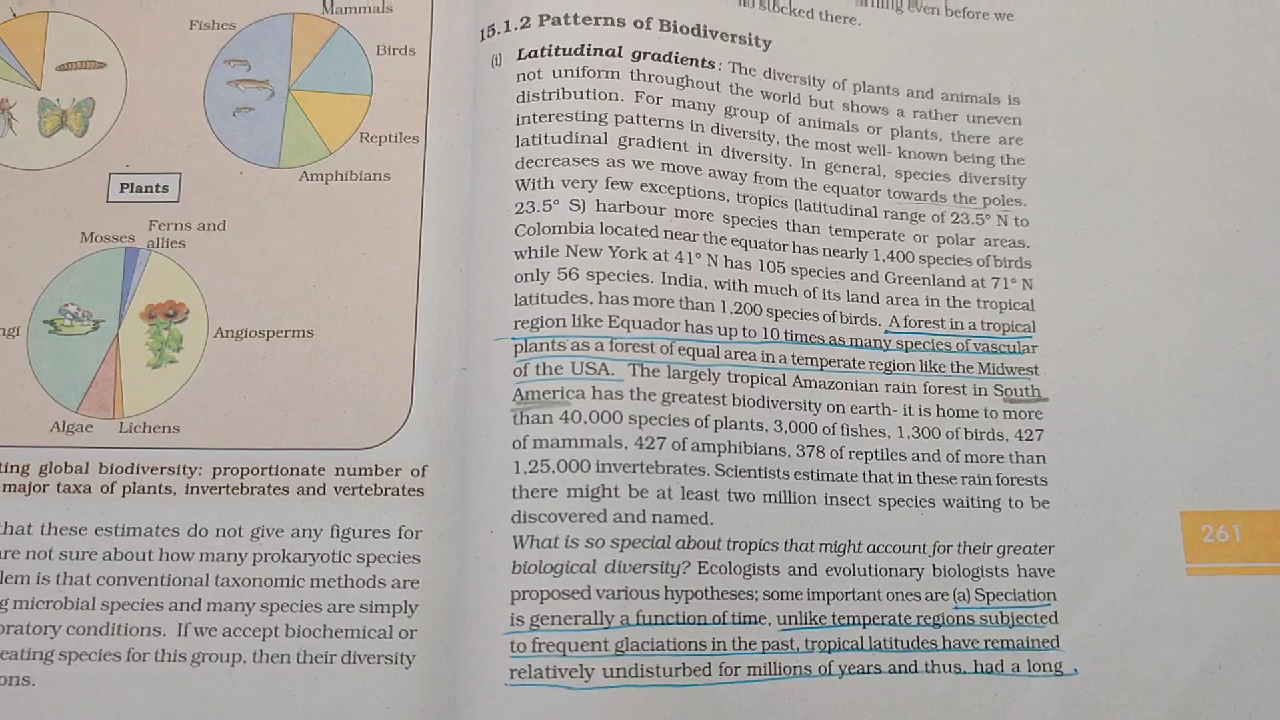 Mammals
Fishes
Birds
Reptiles
Amphibians
Plants
Ferns and
Mosses allies
Angiosperms
Algae Lichens
global biodiversity: proportionate number of
major taxa of plants, invertebrates and vertebrates
that these estimates do not give any figures for
not sure about how many prokaryotic species
is that conventional taxonomic methods are
microbial species and many species are simply
conditions. If we accept biochemical or
species for this group, then their diversity
even before we
stocked there.
15.1.2 Patterns of Biodiversity
(i) Latitudinal gradients: The diversity of plants and animals is
not uniform throughout the world but shows a rather uneven
distribution. For many group of animals or plants, there are
interesting patterns in diversity, the most well- known being the
latitudinal gradient in diversity. In general, species diversity
decreases as we move away from the equator towards the poles.
With very few exceptions, tropics (latitudinal range of 23.5° N to
23.5° S) harbour more species than temperate or polar areas.
Colombia located near the equator has nearly 1,400 species of birds
while New York at 41° N has 105 species and Greenland at 71° N
only 56 species. India, with much of its land area in the tropical
latitudes, has more than 1,200 species of birds. A forest in a tropical
region like Equador has up to 10 times as many species of vascular
plants as a forest of equal area in a temperate region like the Midwest
of the USA. The largely tropical Amazonian rain forest in South
America has the greatest biodiversity on earth- it is home to more
than 40,000 species of plants, 3,000 of fishes, 1,300 of birds, 427
of mammals, 427 of amphibians, 378 of reptiles and of more than
1,25,000 invertebrates. Scientists estimate that in these rain forests
there might be at least two million insect species waiting to be
discovered and named.
What is so special about tropics that might account for their greater
biological diversity? Ecologists and evolutionary biologists have
proposed various hypotheses; some important ones are (a) Speciation
is generally a function of time, unlike temperate regions subjected
to frequent glaciations in the past, tropical latitudes have remained
relatively undisturbed for millions of years and thus, had a long
261